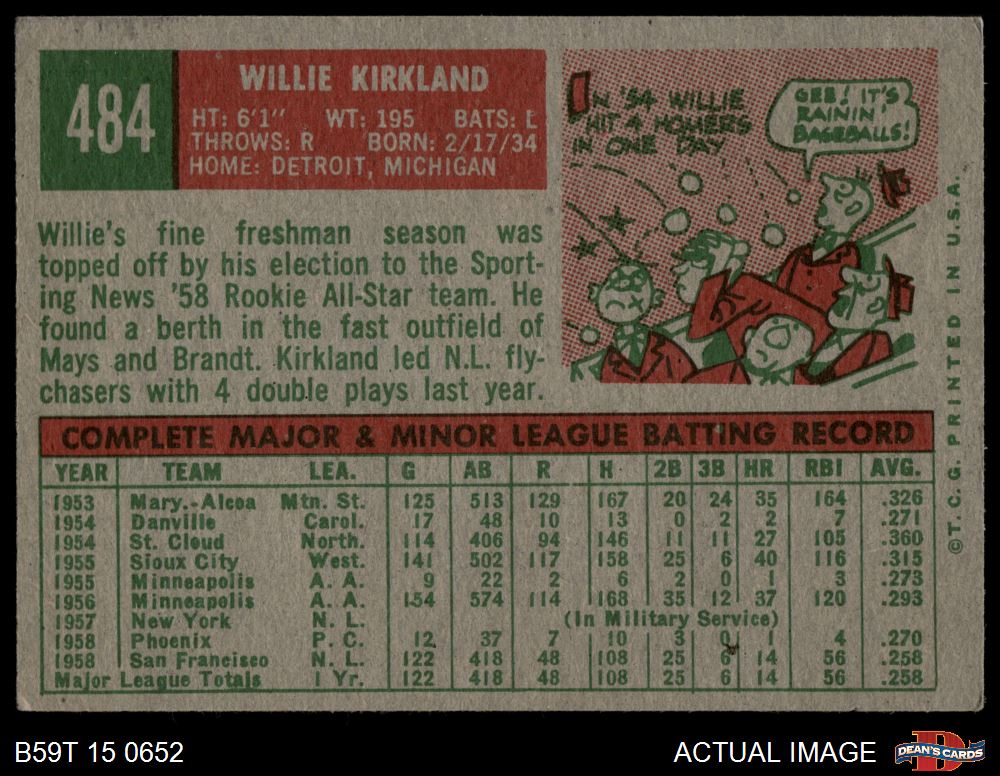 484
WILLIE KIRKLAND
HT: 6'1" WT: 195 BATS: L
THROWS: R BORN: 2/17/34
HOME: DETROIT, MICHIGAN
IN '54 WILLIE
HIT 4 HOMERS
IN ONE DAY
GEE! IT'S
RAININ'
BASEBALLS!
Willie's fine freshman season was
topped off by his election to the Sport-
ing News '58 Rookie All-Star team. He
found a berth in the fast outfield of
Mays and Brandt. Kirkland led N.L. fly-
chasers with 4 double plays last year.
COMPLETE MAJOR & MINOR LEAGUE BATTING RECORD
YEAR TEAM LEA. G AB R H 2B 3B HR RBI AVG.
1953 Mary.-Alcoa Mtn. St. 125 513 129 167 20 24 35 164 .326
1954 Danville Carol. 17 48 10 13 0 2 2 7 .271
1954 St. Cloud North. 114 406 94 146 11 11 27 105 .360
1955 Sioux City West. 141 502 117 158 25 6 40 116 .315
1955 Minneapolis A. A. 9 22 2 6 2 0 1 3 .273
1956 Minneapolis A. A. 154 574 114 168 35 12 37 120 .293
1957 New York N. L. (In Military Service)
1958 Phoenix P. C. 12 37 7 10 3 0 1 4 .270
1958 San Francisco N. L. 122 418 48 108 25 6 14 56 .258
Major League Totals 1 Yr. 122 418 48 108 25 6 14 56 .258
©T. C. G. PRINTED IN U.S.A.
B59T 15 0652
ACTUAL IMAGE
D
DEAN'S CARDS